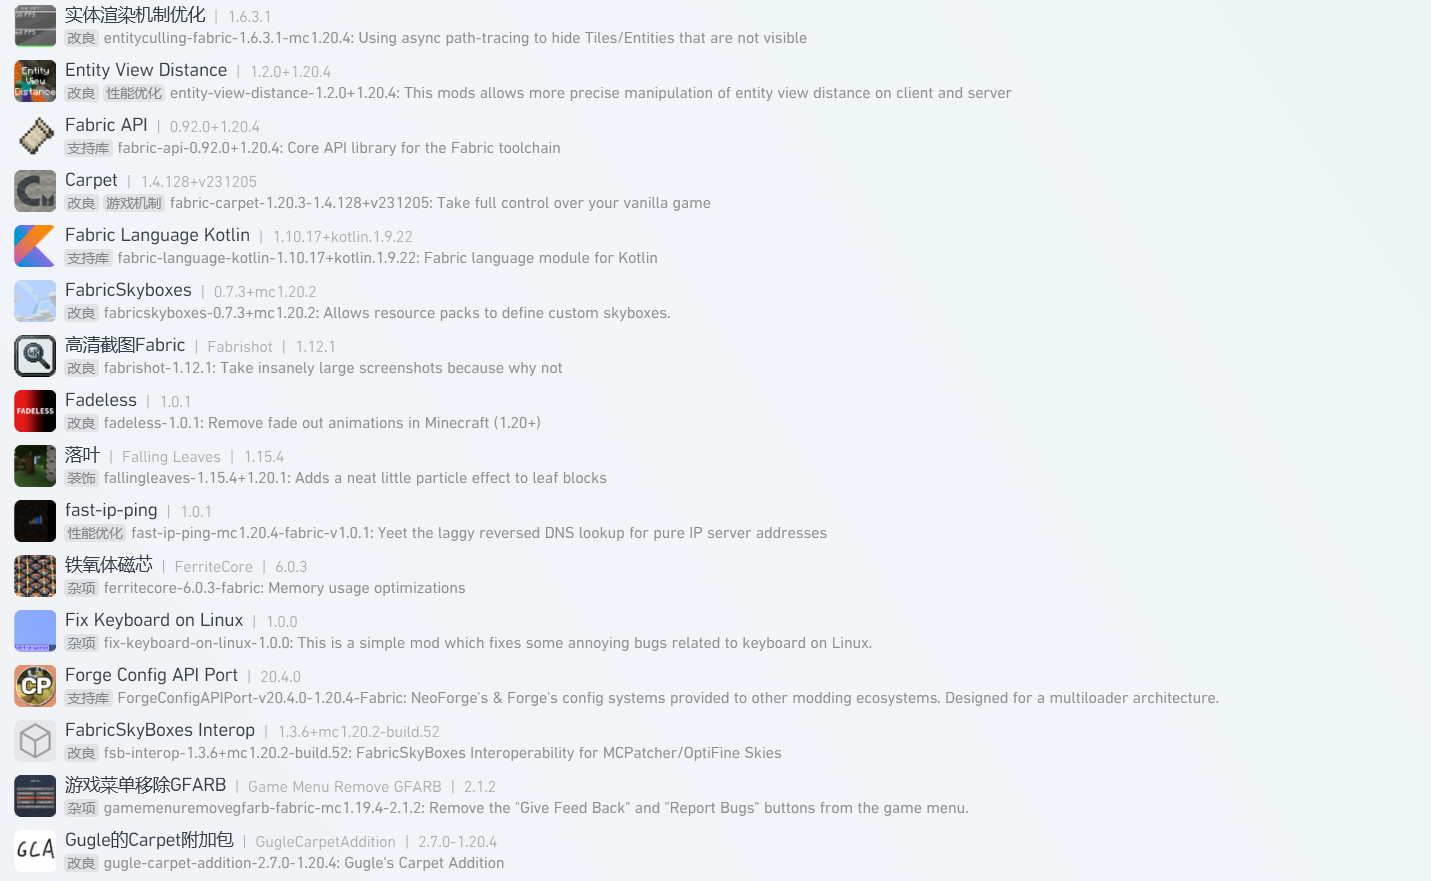 实体渲染机制优化 | 1.6.3.1
改良 entityculling-fabric-1.6.3.1-mc1.20.4: Using async path-tracing to hide Tiles/Entities that are not visible
Entity View Distance | 1.2.0+1.20.4
改良 性能优化 entity-view-distance-1.2.0+1.20.4: This mods allows more precise manipulation of entity view distance on client and server
Fabric API | 0.92.0+1.20.4
支持库 fabric-api-0.92.0+1.20.4: Core API library for the Fabric toolchain
Carpet | 1.4.128+v231205
改良 游戏机制 fabric-carpet-1.20.3-1.4.128+v231205: Take full control over your vanilla game
Fabric Language Kotlin | 1.10.17+kotlin.1.9.22
支持库 fabric-language-kotlin-1.10.17+kotlin.1.9.22: Fabric language module for Kotlin
FabricSkyboxes | 0.7.3+mc1.20.2
改良 fabricskyboxes-0.7.3+mc1.20.2: Allows resource packs to define custom skyboxes.
高清截图Fabric | Fabrishot | 1.12.1
改良 fabrishot-1.12.1: Take insanely large screenshots because why not
Fadeless | 1.0.1
FADELESS
改良 fadeless-1.0.1: Remove fade out animations in Minecraft (1.20+)
落叶 | Falling Leaves | 1.15.4
装饰 fallingleaves-1.15.4+1.20.1: Adds a neat little particle effect to leaf blocks
fast-ip-ping | 1.0.1
性能优化 fast-ip-ping-mc1.20.4-fabric-v1.0.1: Yeet the laggy reversed DNS lookup for pure IP server addresses
铁氧体磁芯 | FerriteCore | 6.0.3
杂项 ferritecore-6.0.3-fabric: Memory usage optimizations
Fix Keyboard on Linux | 1.0.0
杂项 fix-keyboard-on-linux-1.0.0: This is a simple mod which fixes some annoying bugs related to keyboard on Linux.
Forge Config API Port | 20.4.0
CP
支持库 ForgeConfigAPIPort-v20.4.0-1.20.4-Fabric: NeoForge's & Forge's config systems provided to other modding ecosystems. Designed for a multiloader architecture.
FabricSkyBoxes Interop | 1.3.6+mc1.20.2-build.52
改良 fsb-interop-1.3.6+mc1.20.2-build.52: FabricSkyBoxes Interoperability for MCPatcher/OptiFine Skies
游戏菜单移除GFARB | Game Menu Remove GFARB | 2.1.2
杂项 gamemenuremovegfarb-fabric-mc1.19.4-2.1.2: Remove the "Give Feed Back" and "Report Bugs" buttons from the game menu.
Gugle的Carpet附加包 | GugleCarpetAddition | 2.7.0-1.20.4
GCA
改良 gugle-carpet-addition-2.7.0-1.20.4: Gugle's Carpet Addition